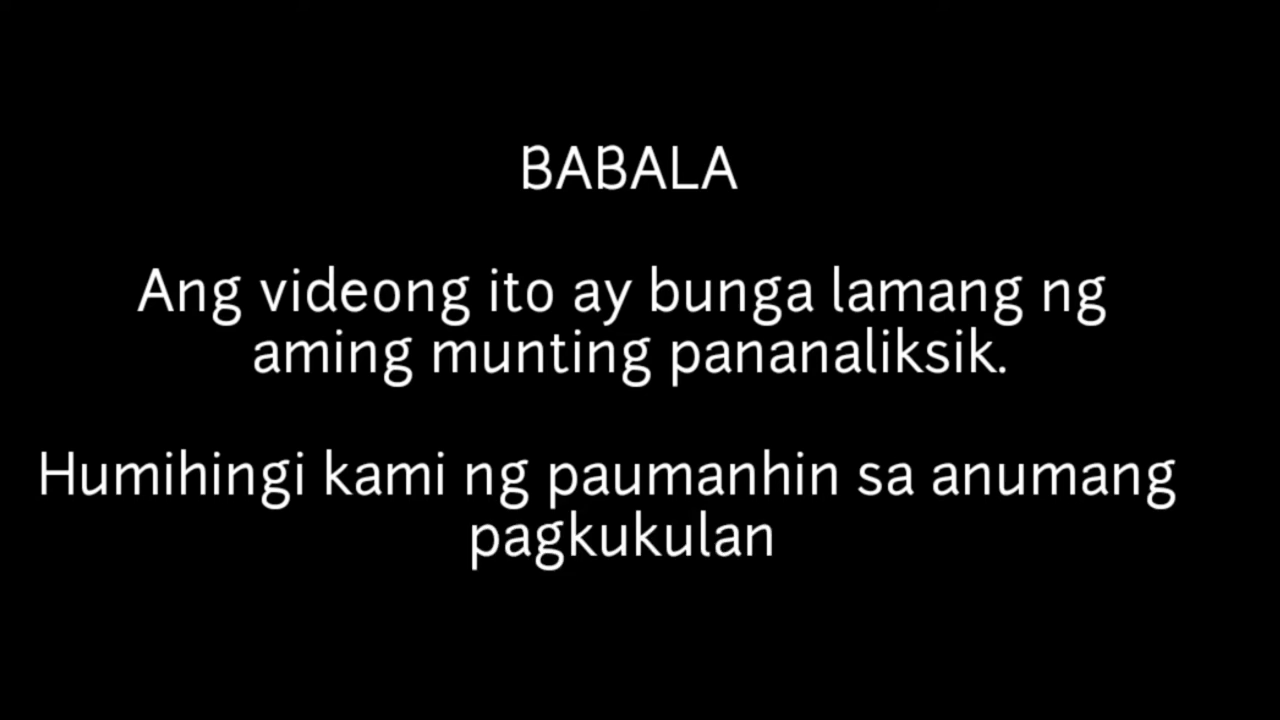 BABALA
Ang videong ito ay bunga lamang ng
aming munting pananaliksik.
Humihingi kami ng paumanhin sa anumang
pagkukulan